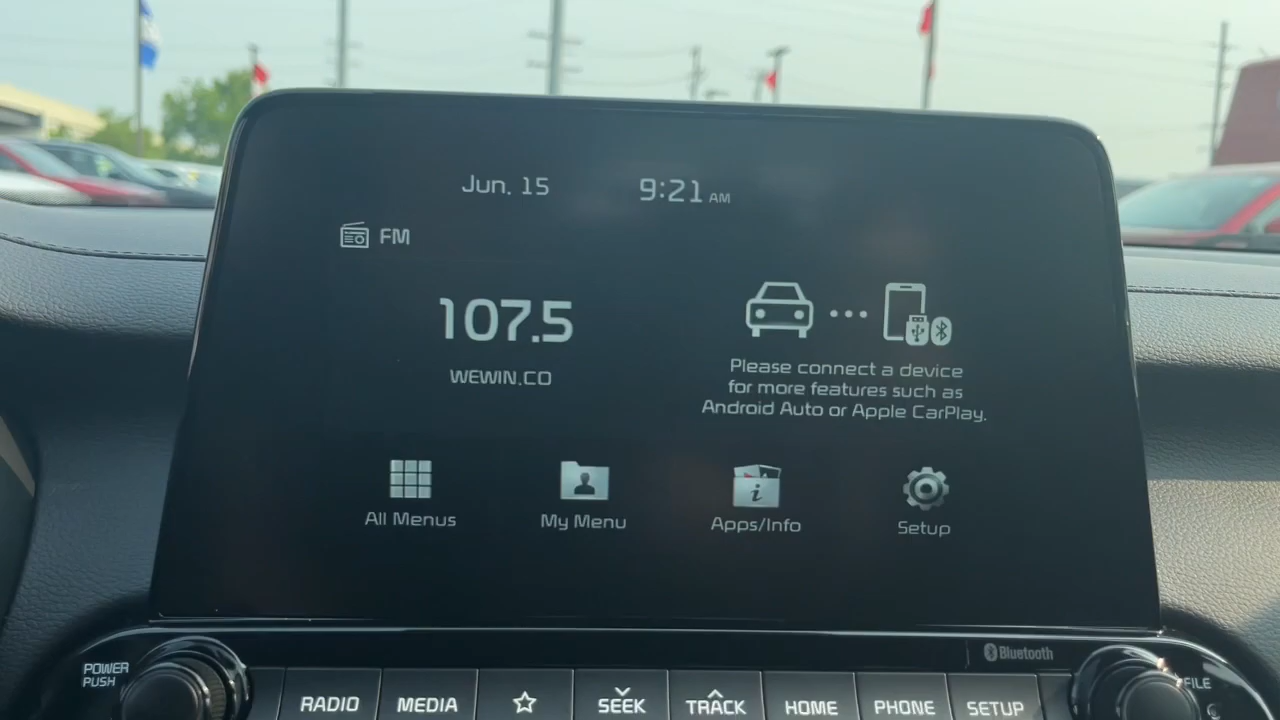 Jun. 15
9:21 AM
FM
107.5
WEWIN.CO
Please connect a device
for more features such as
Android Auto or Apple CarPlay.
All Menus
My Menu
Apps/Info
Setup
Bluetooth
POWER
PUSH
RADIO
MEDIA
SEEK
TRACK
HOME
PHONE
SETUP
FILE